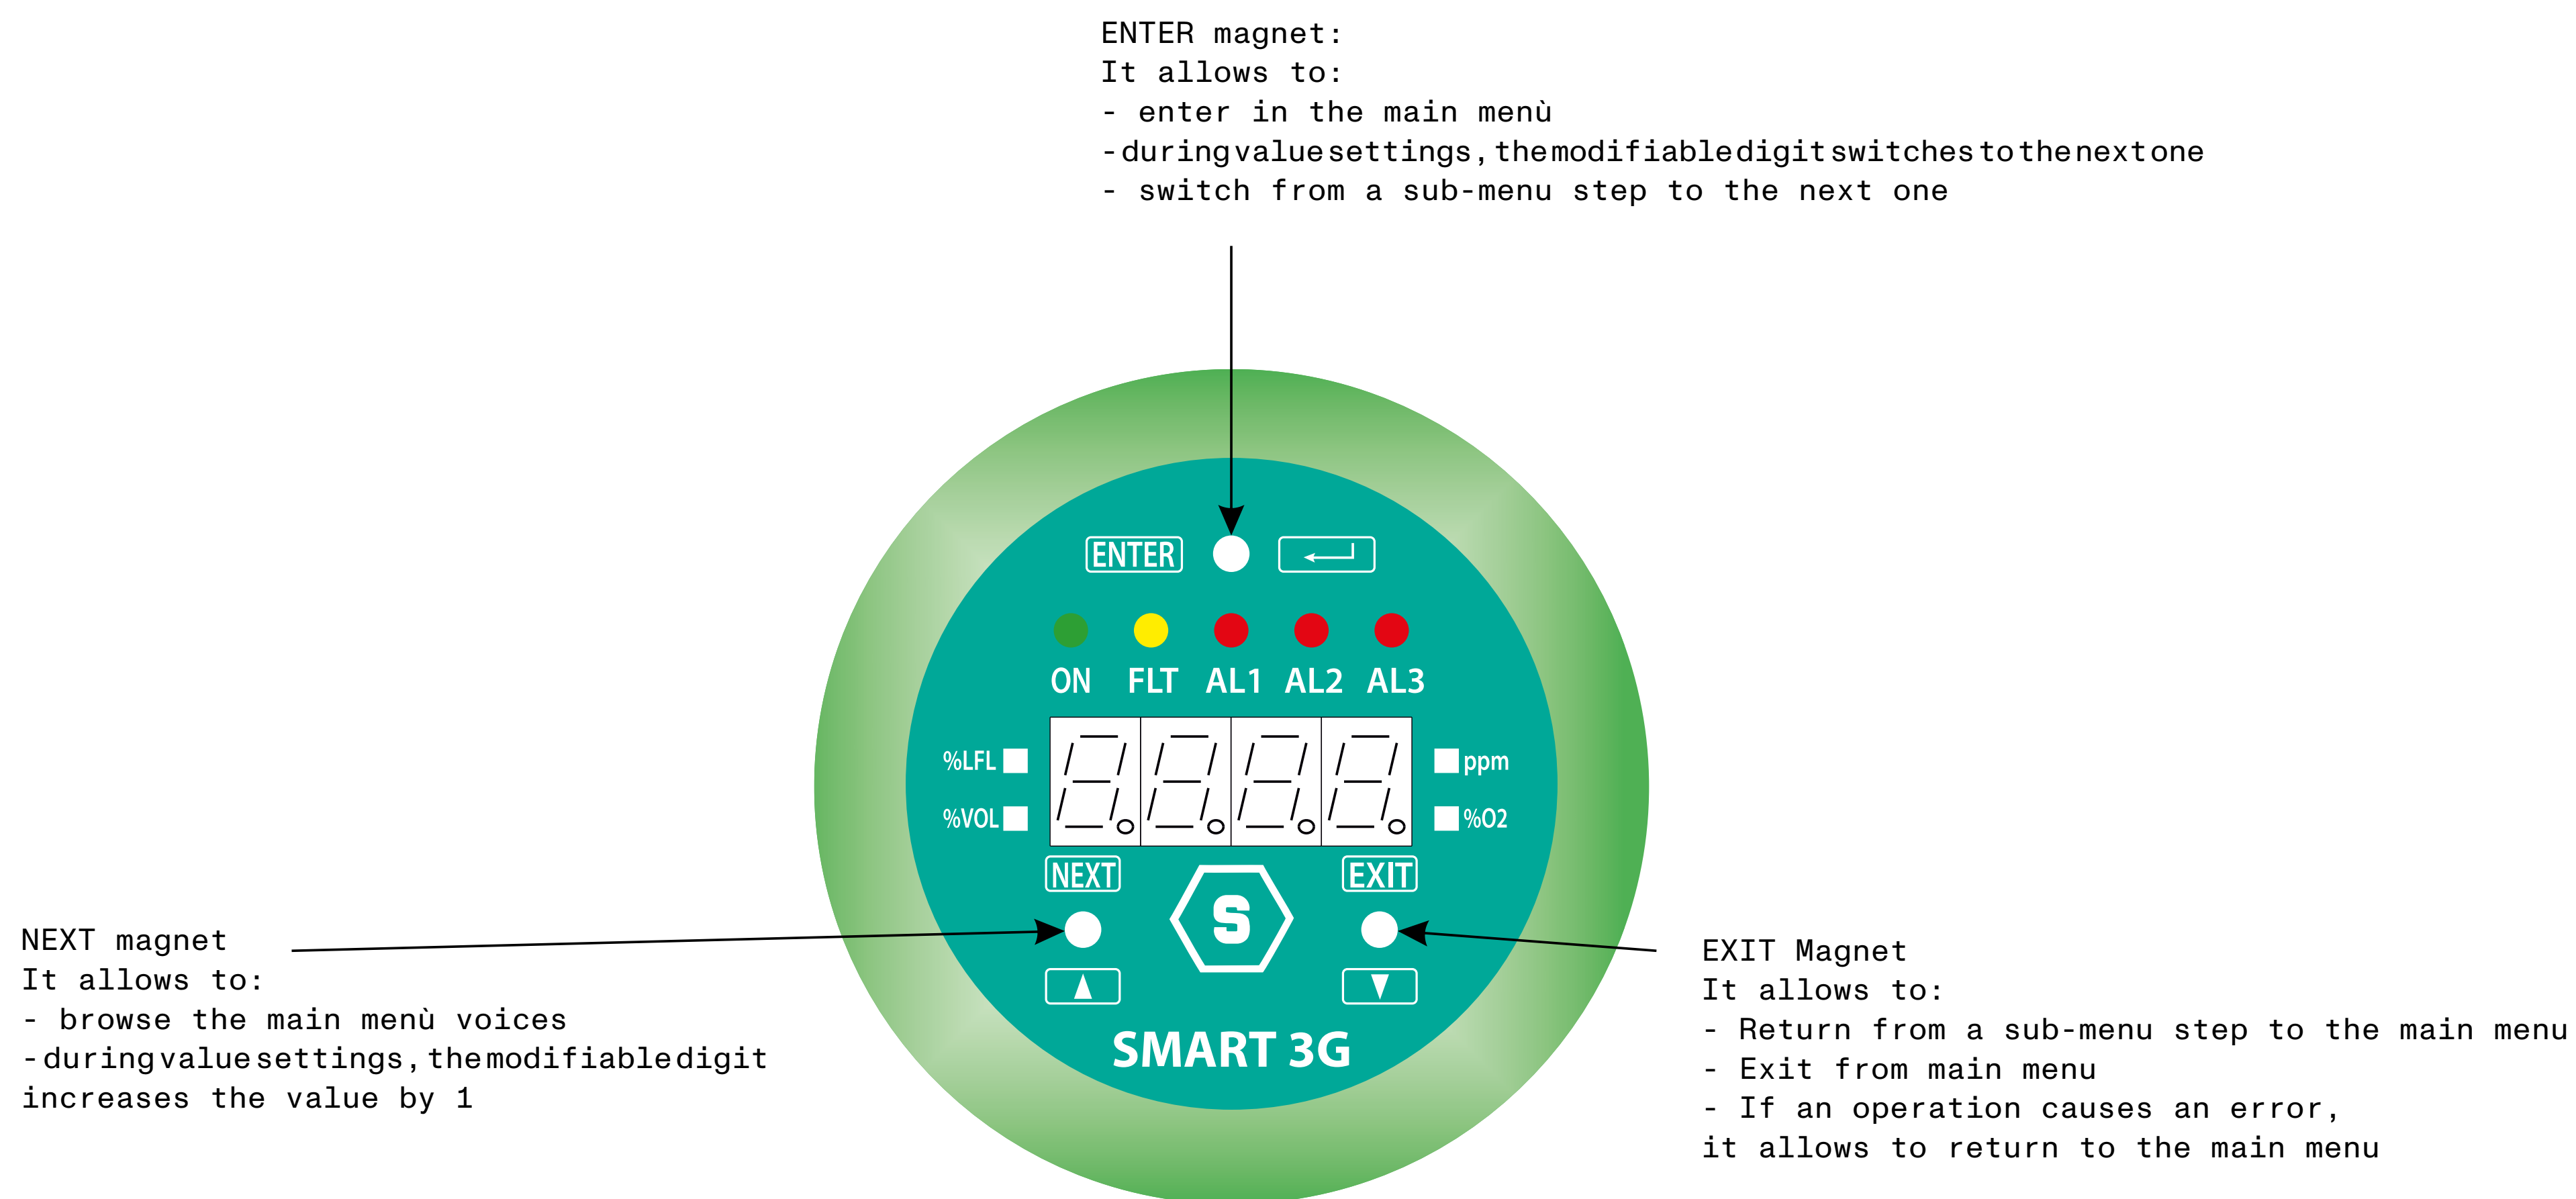 ENTER magnet:
It allows to:
- enter in the main menù
- during value settings, the modifiable digit switches to the next one
- switch from a sub-menu step to the next one
ENTER
ON FLT AL1 AL2 AL3
%LFL 8.8.8.8. ppm
%VOL %O2
NEXT EXIT
S
SMART 3G
NEXT magnet
It allows to:
- browse the main menù voices
- during value settings, the modifiable digit
increases the value by 1
EXIT Magnet
It allows to:
- Return from a sub-menu step to the main menu
- Exit from main menu
- If an operation causes an error,
it allows to return to the main menu